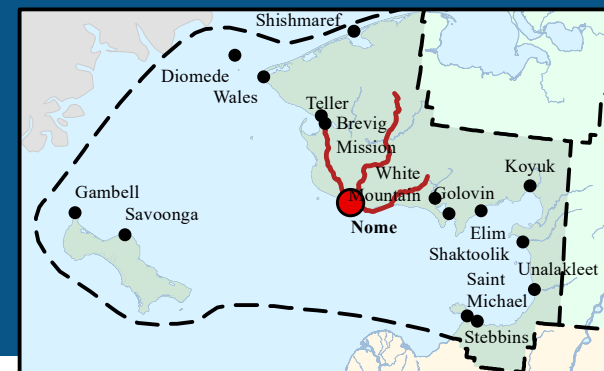 Shishmaref
Diomede
Wales
Teller
Brevig
Mission
White
Mountain
Koyuk
Gambell
Golovin
Savoonga
Nome
Elim
Shaktoolik
Unalakleet
Saint
Michael
Stebbins